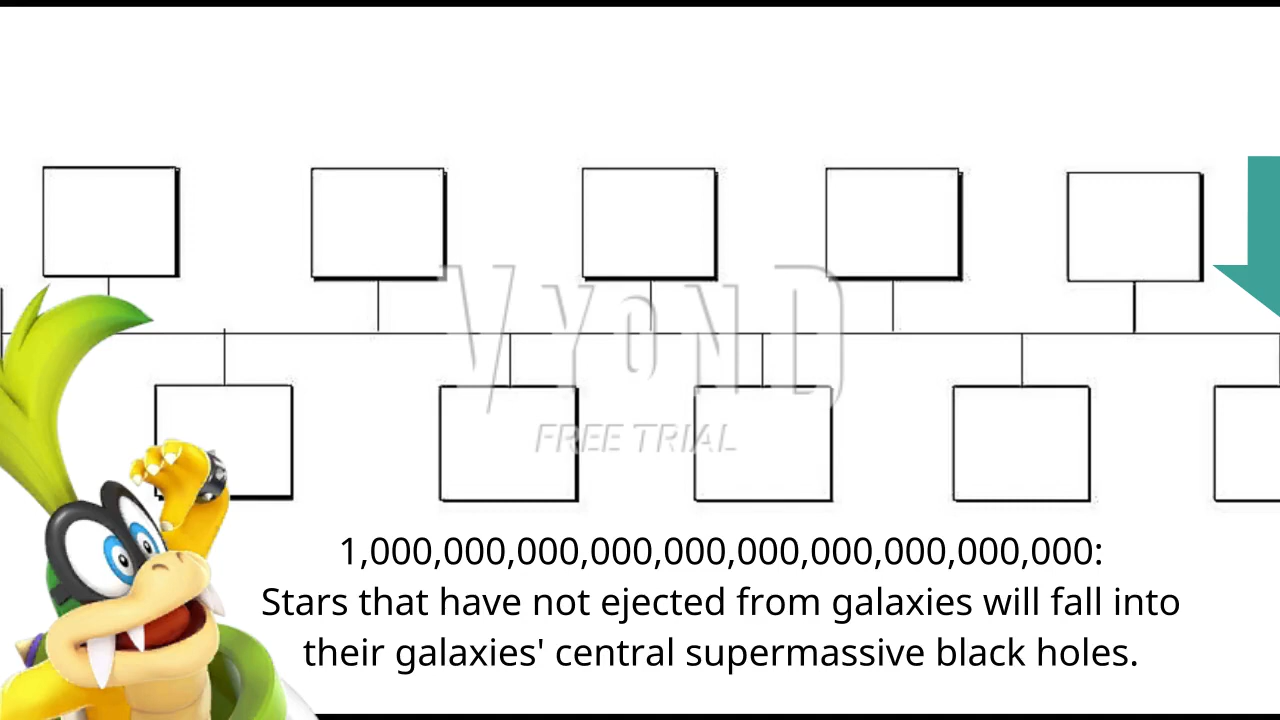 VYOND
FREE TRIAL
1,000,000,000,000,000,000,000,000,000,000:
Stars that have not ejected from galaxies will fall into
their galaxies' central supermassive black holes.